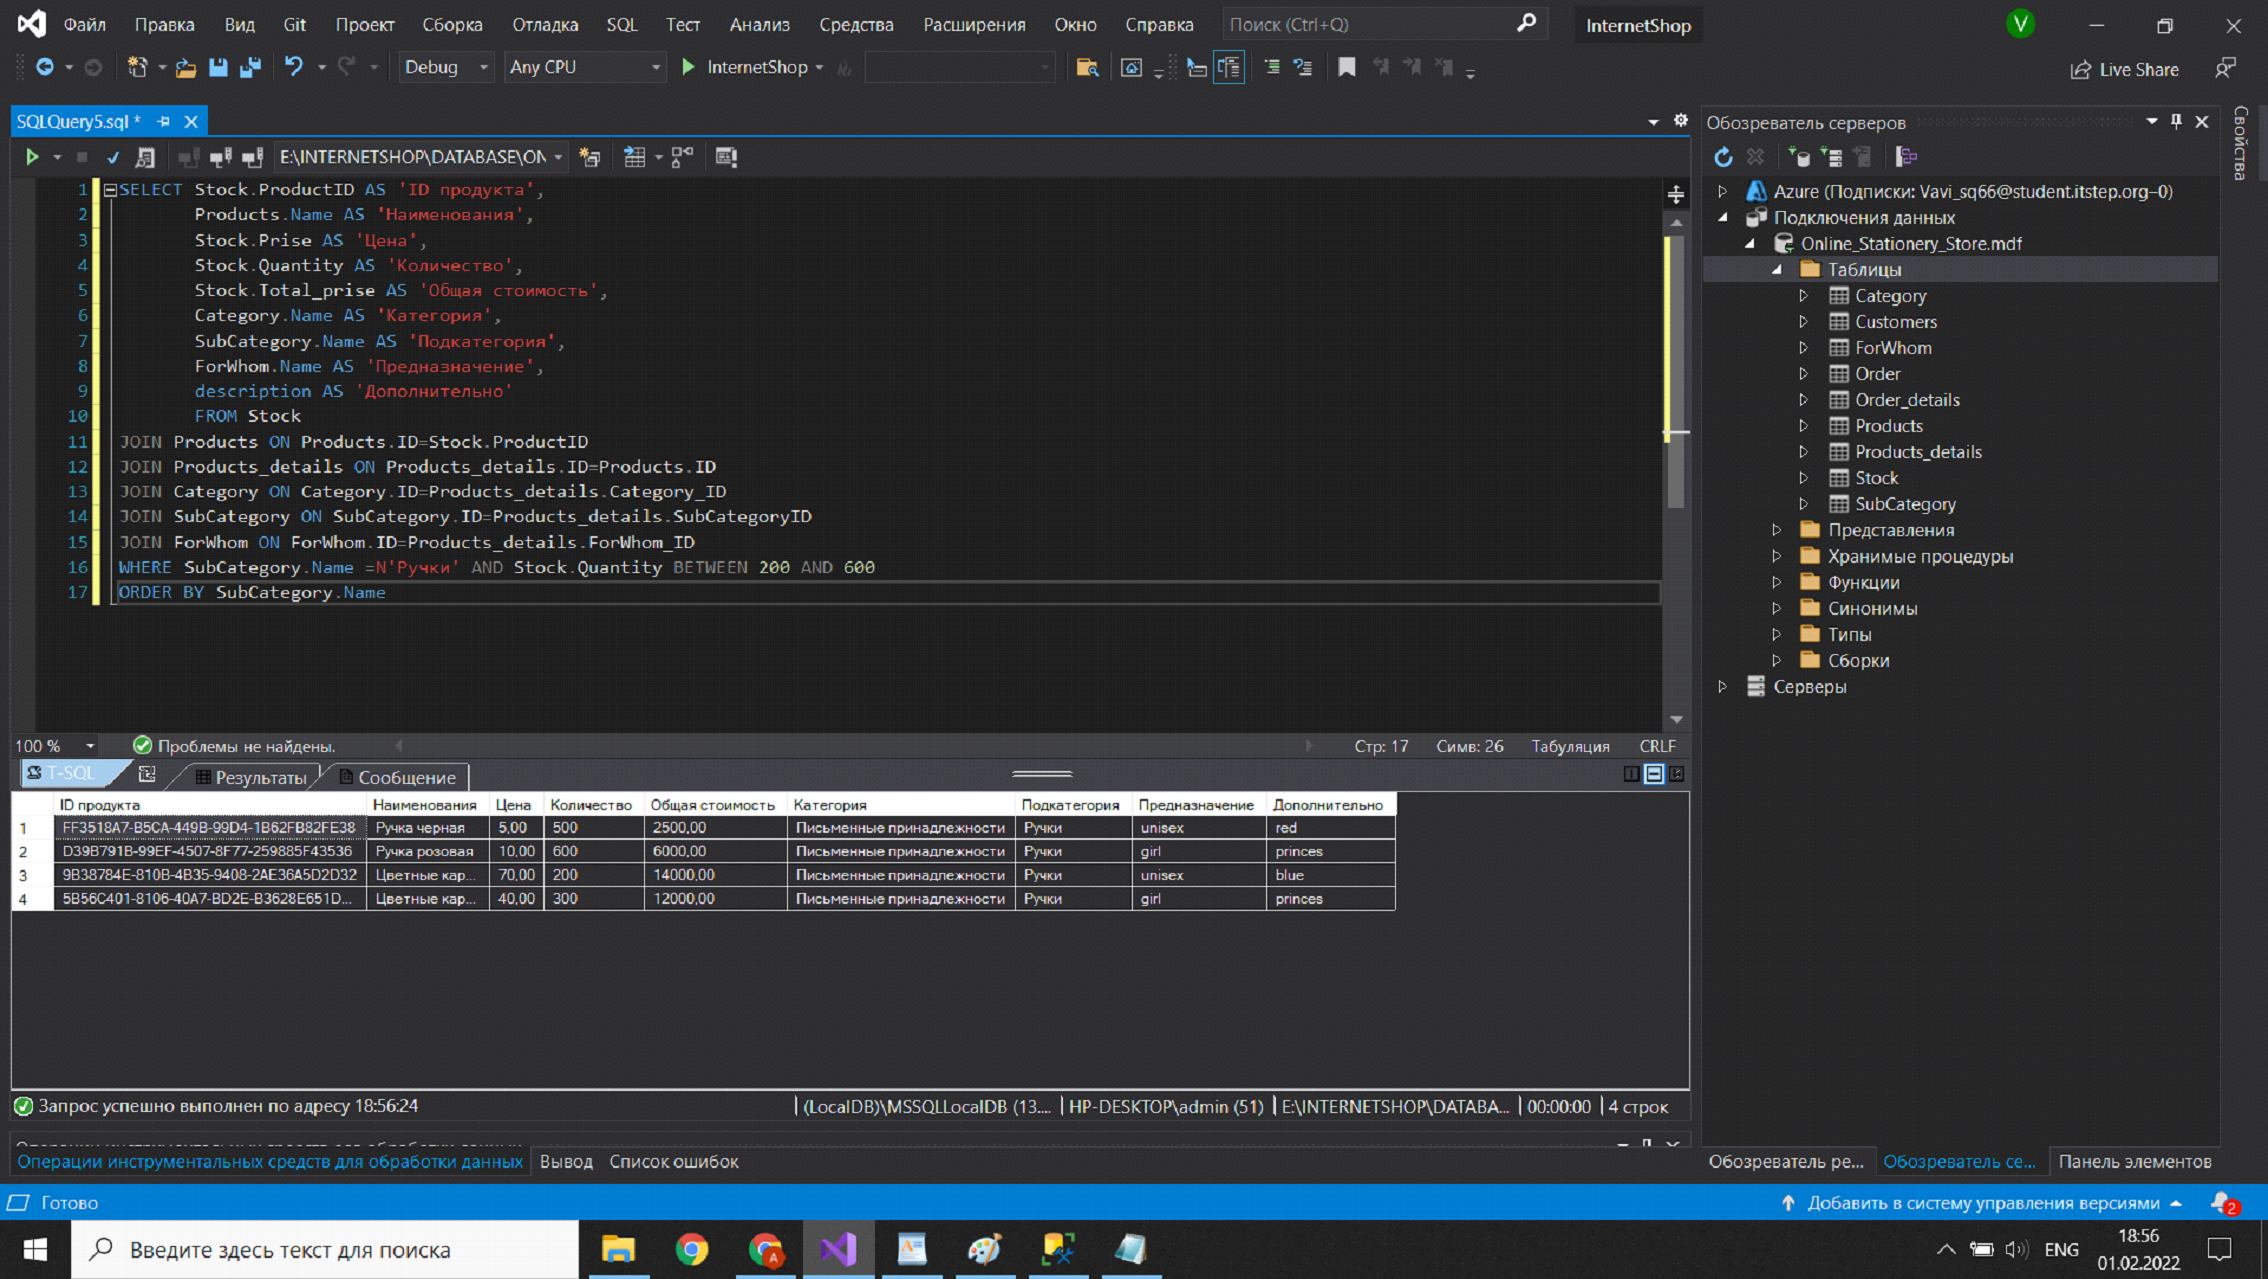 Файл Правка Вид Git Проект Сборка Отладка SQL Тест Анализ Средства Расширения Окно Справка Поиск (Ctrl+Q) InternetShop V
Debug Any CPU InternetShop Live Share
SQLQuery5.sql *
E:\INTERNETSHOP\DATABASE\ON
1 SELECT Stock.ProductID AS 'ID продукта',
2 Products.Name AS 'Наименования',
3 Stock.Prise AS 'Цена',
4 Stock.Quantity AS 'Количество',
5 Stock.Total_prise AS 'Общая стоимость',
6 Category.Name AS 'Категория',
7 SubCategory.Name AS 'Подкатегория',
8 ForWhom.Name AS 'Предназначение',
9 description AS 'Дополнительно'
10 FROM Stock
11 JOIN Products ON Products.ID=Stock.ProductID
12 JOIN Products_details ON Products_details.ID=Products.ID
13 JOIN Category ON Category.ID=Products_details.Category_ID
14 JOIN SubCategory ON SubCategory.ID=Products_details.SubCategoryID
15 JOIN ForWhom ON ForWhom.ID=Products_details.ForWhom_ID
16 WHERE SubCategory.Name =N'Ручки' AND Stock.Quantity BETWEEN 200 AND 600
17 ORDER BY SubCategory.Name
100 % Проблемы не найдены. Стр: 17 Симв: 26 Табуляция CRLF
T-SQL Результаты Сообщение
ID продукта Наименования Цена Количество Общая стоимость Категория Подкатегория Предназначение Дополнительно
1 FF3518A7-B5CA-449B-99D4-1B62FB82FE38 Ручка черная 5,00 500 2500,00 Письменные принадлежности Ручки unisex red
2 D39B791B-99EF-4507-8F77-259885F43536 Ручка розовая 10,00 600 6000,00 Письменные принадлежности Ручки girl princes
3 9B38784E-810B-4B35-9408-2AE36A5D2D32 Цветные кар... 70,00 200 14000,00 Письменные принадлежности Ручки unisex blue
4 5B56C401-8106-40A7-BD2E-B3628E651D... Цветные кар... 40,00 300 12000,00 Письменные принадлежности Ручки girl princes
Запрос успешно выполнен по адресу 18:56:24 (LocalDB)\MSSQLLocalDB (13.... HP-DESKTOP\admin (51) E:\INTERNETSHOP\DATABA... 00:00:00 4 строк
Операции инструментальных средств для обработки данных
Операции инструментальных средств для обработки данных Вывод Список ошибок
Обозреватель серверов
Azure (Подписки: Vavi_sq66@student.itstep.org–0)
Подключения данных
Online_Stationery_Store.mdf
Таблицы
Category
Customers
ForWhom
Order
Order_details
Products
Products_details
Stock
SubCategory
Представления
Хранимые процедуры
Функции
Синонимы
Типы
Сборки
Серверы
Свойства
Обозреватель ре... Обозреватель се... Панель элементов
Готово Добавить в систему управления версиями 2
Введите здесь текст для поиска A ENG 18:56
01.02.2022